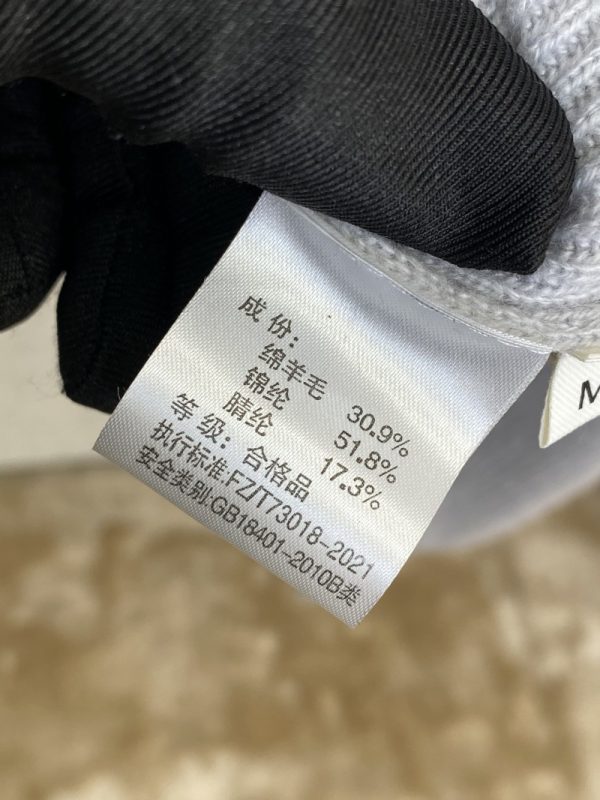 成份：
绵羊毛 30.9%
锦纶 51.8%
腈纶 17.3%
等级：合格品
执行标准:FZ/T73018-2021
安全类别:GB18401-2010B类
M